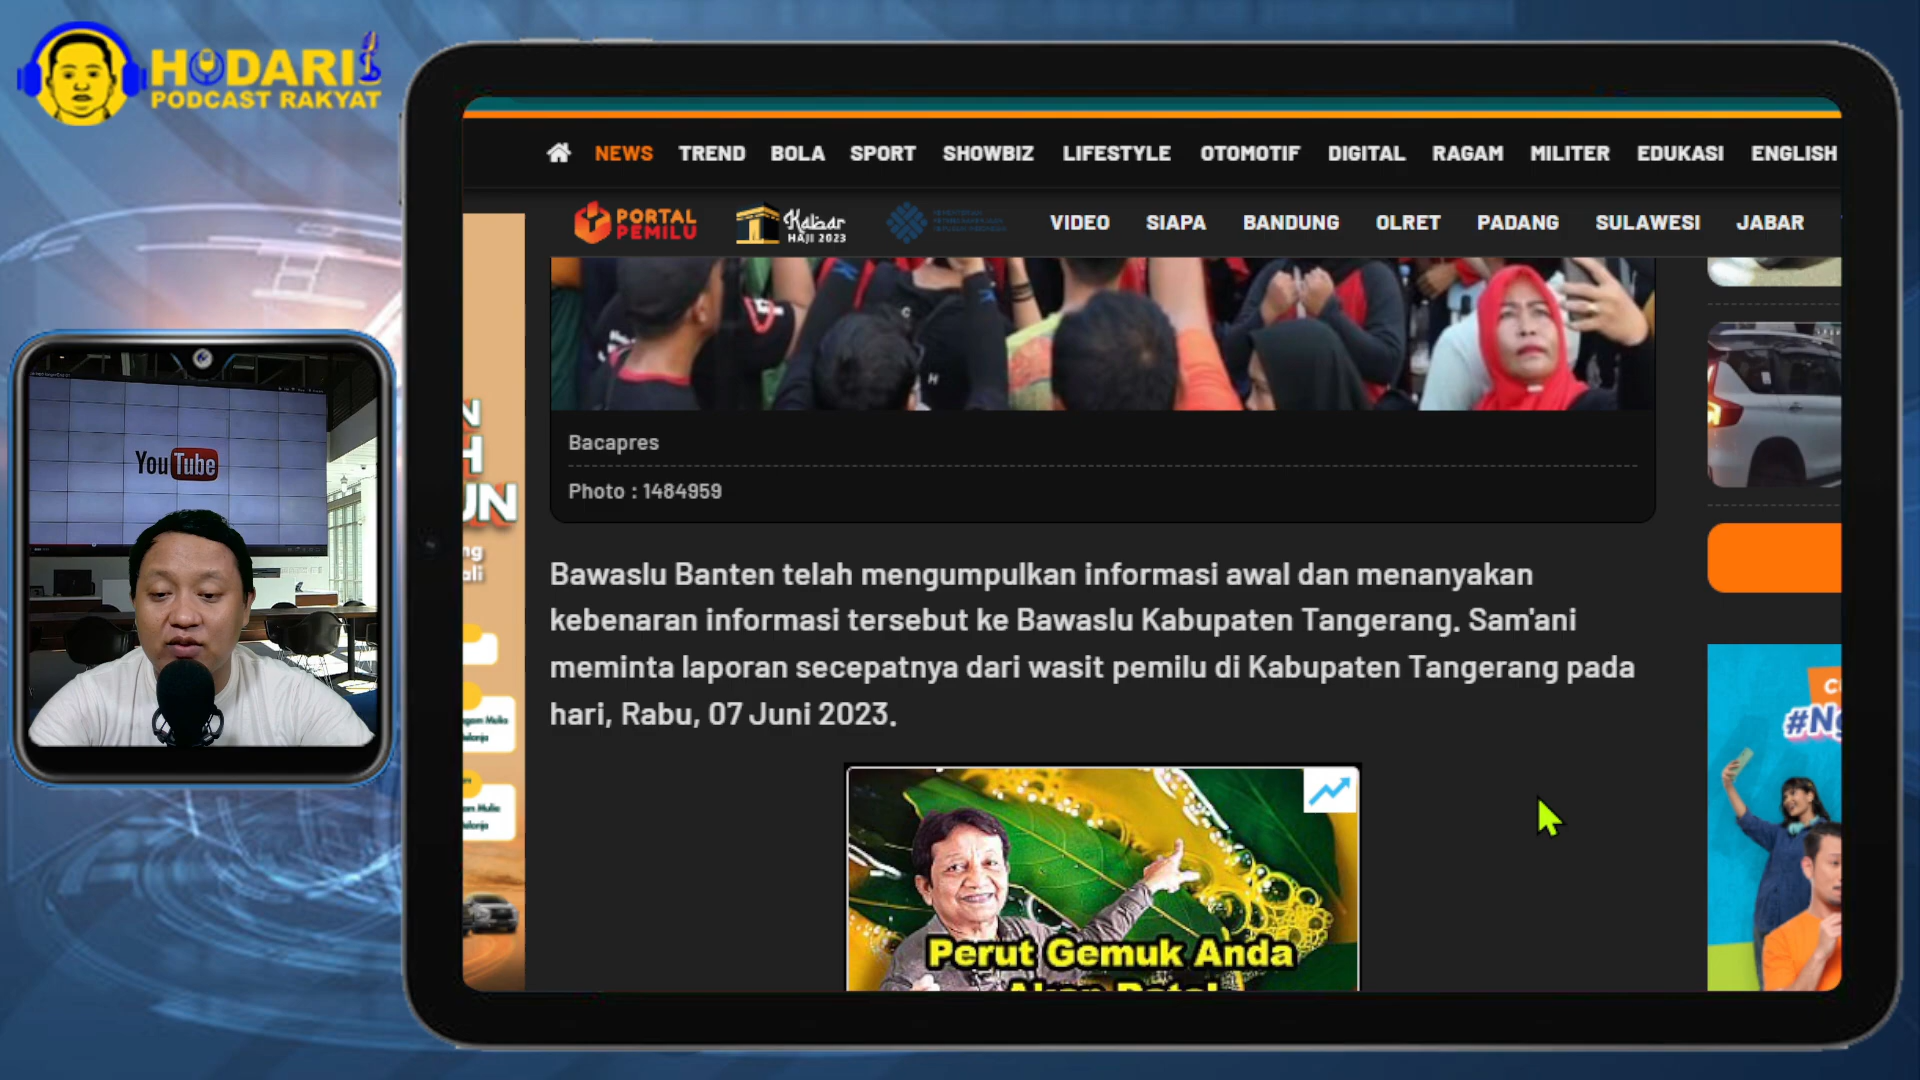 HODARI
PODCAST RAKYAT
YouTube
NEWS TREND BOLA SPORT SHOWBIZ LIFESTYLE OTOMOTIF DIGITAL RAGAM MILITER EDUKASI ENGLISH
PORTAL PEMILU
Kabar
HAJI 2023
VIDEO SIAPA BANDUNG OLRET PADANG SULAWESI JABAR
Bacapres
Photo : 1484959
Bawaslu Banten telah mengumpulkan informasi awal dan menanyakan
kebenaran informasi tersebut ke Bawaslu Kabupaten Tangerang. Sam'ani
meminta laporan secepatnya dari wasit pemilu di Kabupaten Tangerang pada
hari, Rabu, 07 Juni 2023.
Perut Gemuk Anda